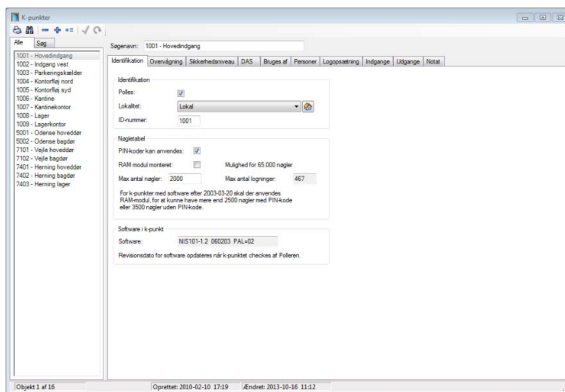 K-punkter
Alle
Søg
1001 - Hovedindgang
1002 - Indgang vest
1003 - Parkeringskælder
1004 - Kontorfløj nord
1005 - Kontorfløj syd
1006 - Kantine
1007 - Kantinekontor
1008 - Lager
1009 - Lagerkontor
5001 - Odense hoveddør
5002 - Odense bagdør
7101 - Vejle hoveddør
7102 - Vejle bagdør
7401 - Herning hoveddør
7402 - Herning bagdør
7403 - Herning lager
Søgenavn: 1001 - Hovedindgang
Identifikation Overvågning Sikkerhedsniveau DAS Bruges af Personer Logopsætning Indgange Udgange Notat
Identifikation
Polles:
Lokalitet: Lokal
ID-nummer: 1001
Nøgletabel
PIN-koder kan anvendes:
RAM modul monteret: Mulighed for 65.000 nøgler
Max antal nøgler: 2000 Max antal logninger: 467
For k-punkter med software efter 2003-03-20 skal der anvendes
RAM-modul, for at kunne have mere end 2500 nøgler med PIN-kode
eller 3500 nøgler uden PIN-kode.
Software i k-punkt
Software: NIS101-1.2 060203 PAL=02
Revisionsdato for software opdateres når k-punktet checkes af Polleren.
Objekt 1 af 16 Oprettet: 2010-02-10 17:19 Ændret: 2013-10-16 11:12